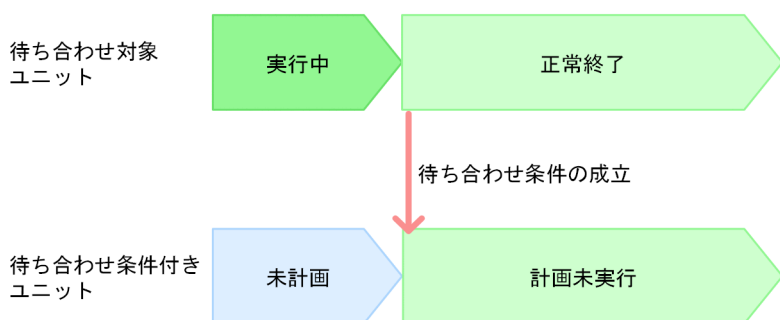 待ち合わせ対象
ユニット
実行中
正常終了
待ち合わせ条件の成立
待ち合わせ条件付き
ユニット
未計画
計画未実行